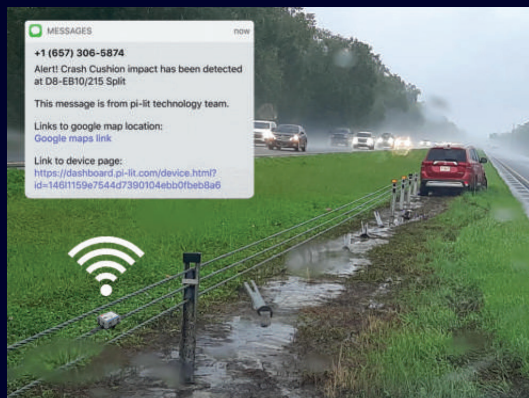 MESSAGES
now
+1 (657) 306-5874
Alert! Crash Cushion impact has been detected
at D8-EB10/215 Split
This message is from pi-lit technology team.
Links to google map location:
Google maps link
Link to device page:
https://dashboard.pi-lit.com/device.html?
id=146l1159e7544d7390104ebb0fbeb8a6